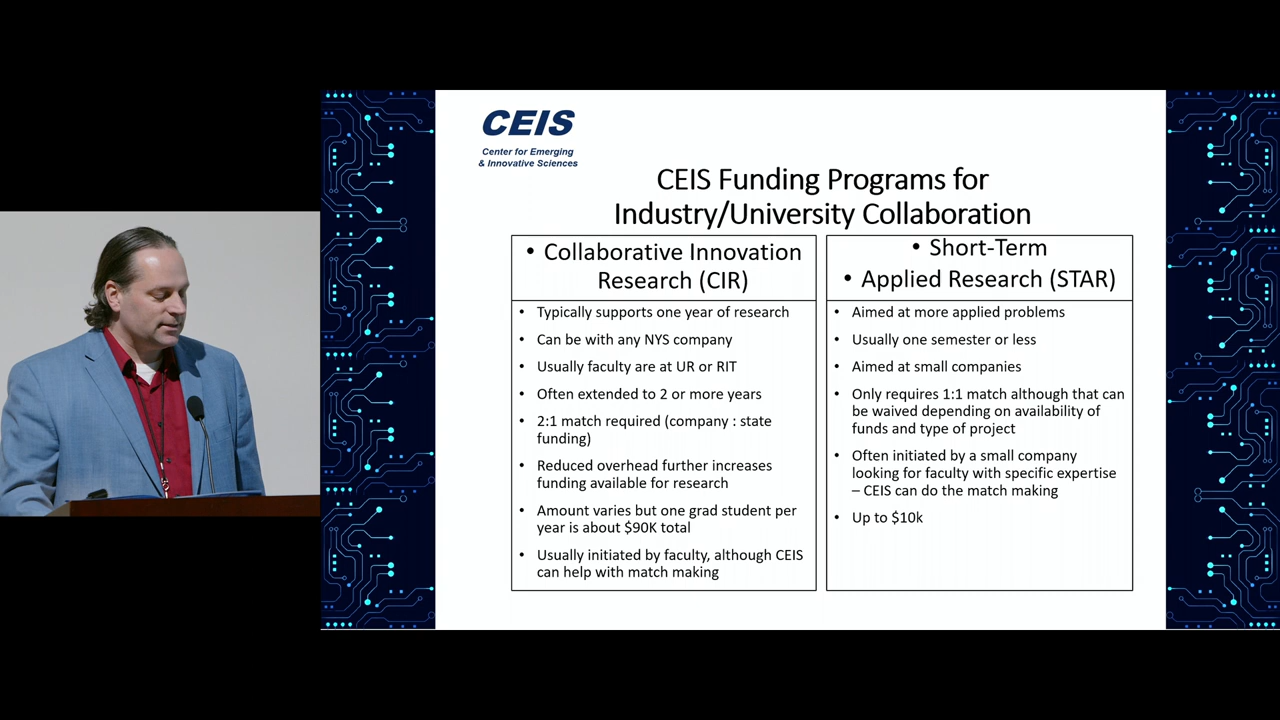 CEIS
Center for Emerging
& Innovative Sciences
CEIS Funding Programs for
Industry/University Collaboration
• Collaborative Innovation
Research (CIR)
• Typically supports one year of research
• Can be with any NYS company
• Usually faculty are at UR or RIT
• Often extended to 2 or more years
• 2:1 match required (company : state
funding)
• Reduced overhead further increases
funding available for research
• Amount varies but one grad student per
year is about $90K total
• Usually initiated by faculty, although CEIS
can help with match making
• Short-Term
• Applied Research (STAR)
• Aimed at more applied problems
• Usually one semester or less
• Aimed at small companies
• Only requires 1:1 match although that can
be waived depending on availability of
funds and type of project
• Often initiated by a small company
looking for faculty with specific expertise
– CEIS can do the match making
• Up to $10k